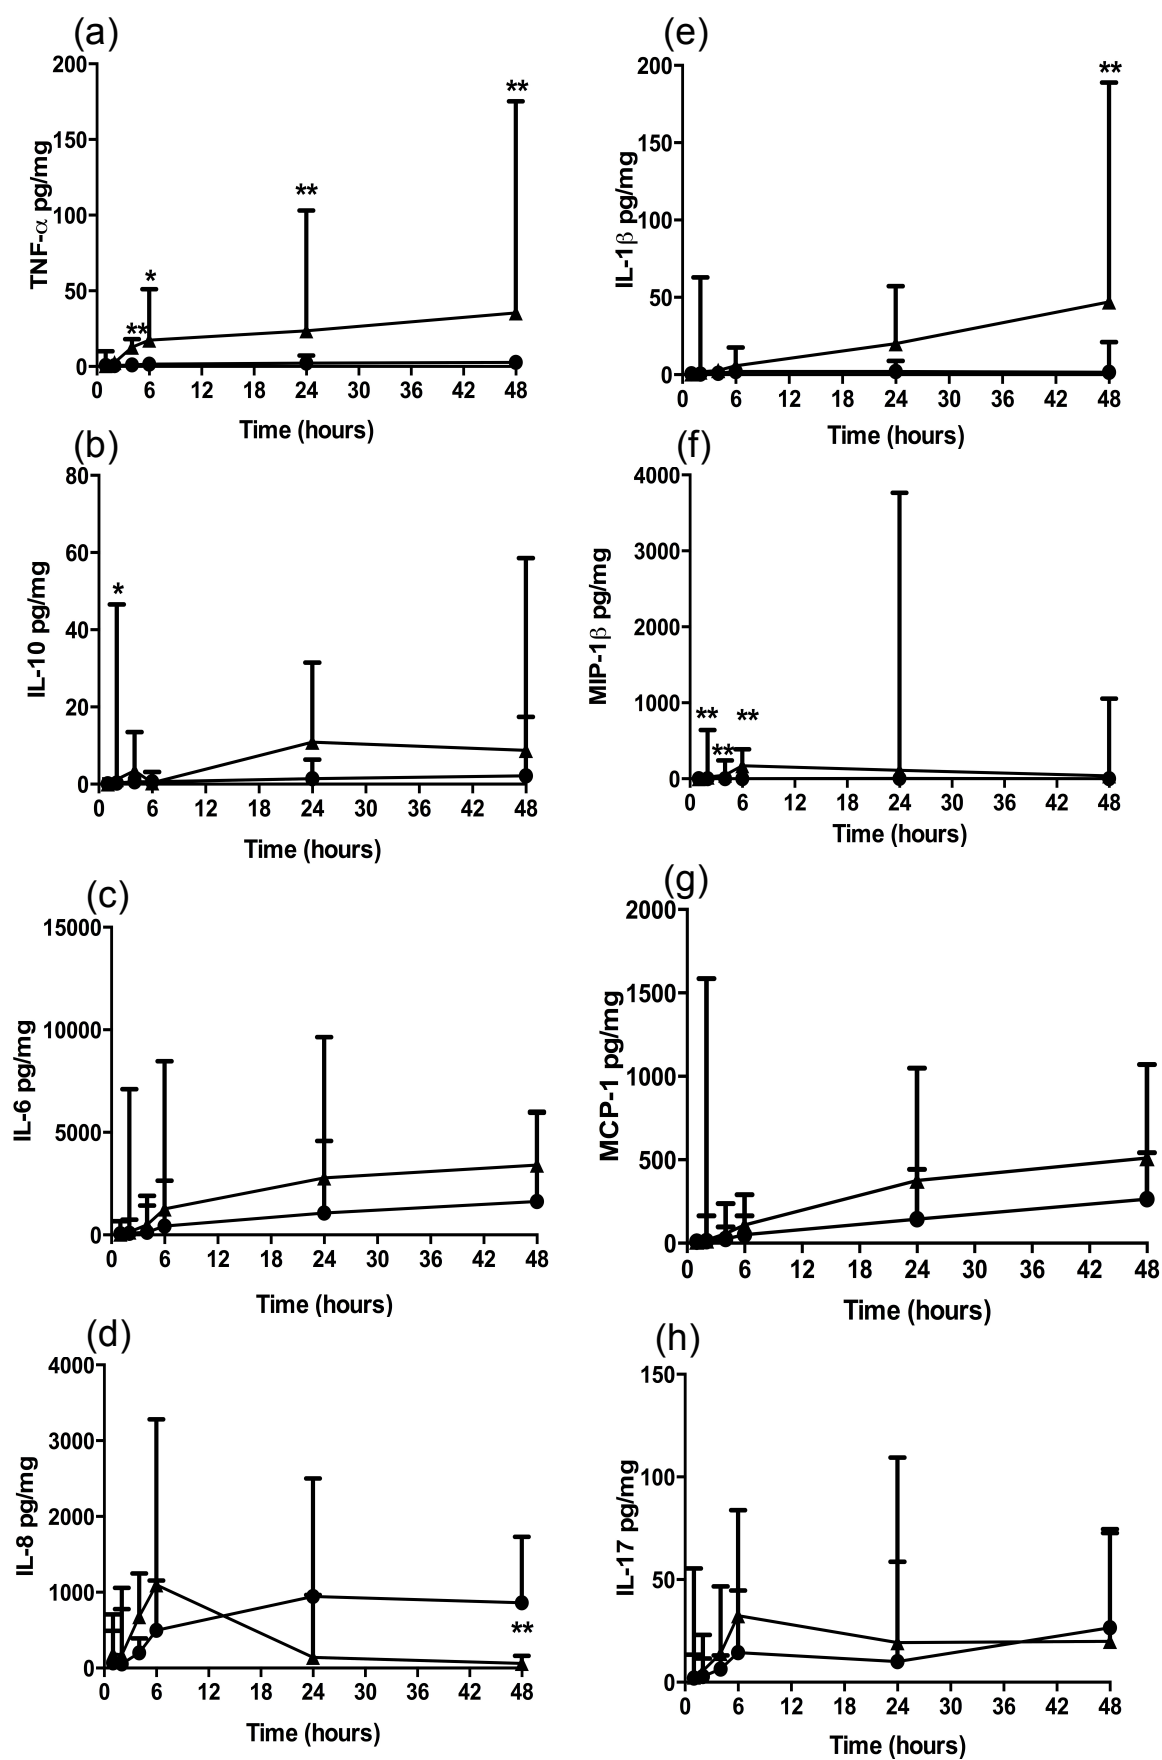 (a)
200
150
100
50
0
TNF-α pg/mg
**
*
**
**
0 6 12 18 24 30 36 42 48
Time (hours)
(e)
200
150
100
50
0
IL-1β pg/mg
**
0 6 12 18 24 30 36 42 48
Time (hours)
(b)
80
60
40
20
0
IL-10 pg/mg
*
0 6 12 18 24 30 36 42 48
Time (hours)
(f)
4000
3000
2000
1000
0
MIP-1β pg/mg
**
**
**
0 6 12 18 24 30 36 42 48
Time (hours)
(c)
15000
10000
5000
0
IL-6 pg/mg
0 6 12 18 24 30 36 42 48
Time (hours)
(g)
2000
1500
1000
500
0
MCP-1 pg/mg
0 6 12 18 24 30 36 42 48
Time (hours)
(d)
4000
3000
2000
1000
0
IL-8 pg/mg
**
0 6 12 18 24 30 36 42 48
Time (hours)
(h)
150
100
50
0
IL-17 pg/mg
0 6 12 18 24 30 36 42 48
Time (hours)